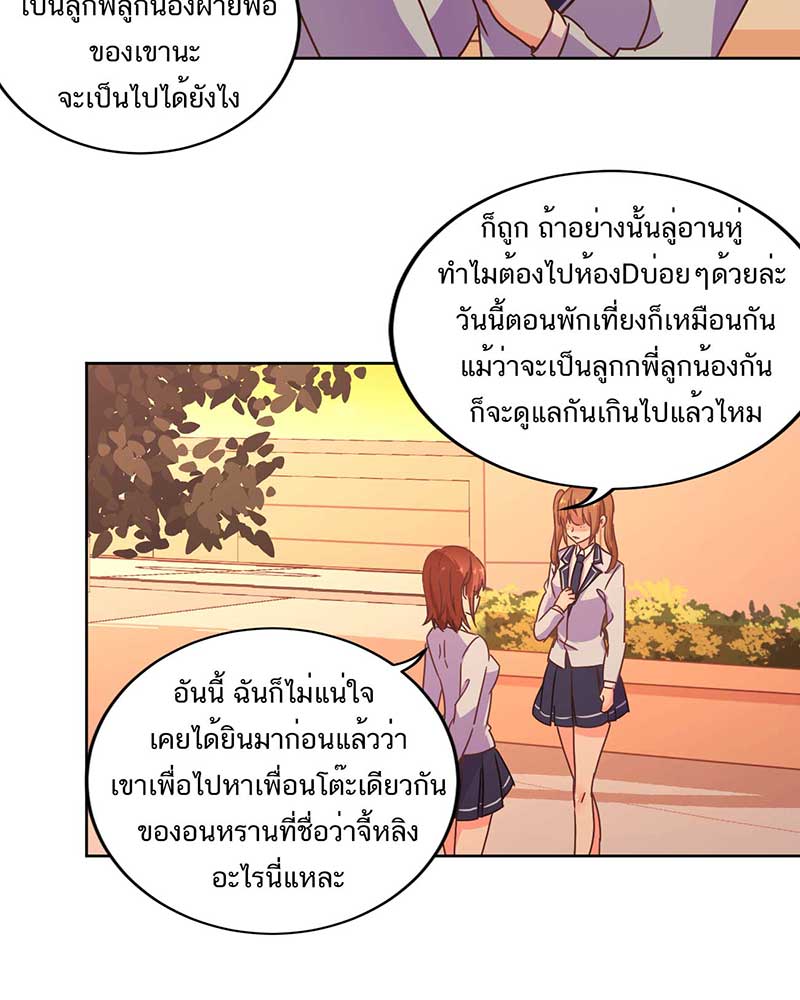 เป็นลูกพี่ลูกน้องฝ่ายพ่อ
ของเขานะ
จะเป็นไปได้ยังไง
ก็ถูก ถ้าอย่างนั้นลู่อานหู่
ทำไมต้องไปห้องDบ่อยๆด้วยล่ะ
วันนี้ตอนพักเที่ยงก็เหมือนกัน
แม้ว่าจะเป็นลูกกพี่ลูกน้องกัน
ก็จะดูแลกันเกินไปแล้วไหม
อันนี้ ฉันก็ไม่แน่ใจ
เคยได้ยินมาก่อนแล้วว่า
เขาเพื่อไปหาเพื่อนโต๊ะเดียวกัน
ของอนหรานที่ชื่อว่าจี้หลิง
อะไรนี่แหละ